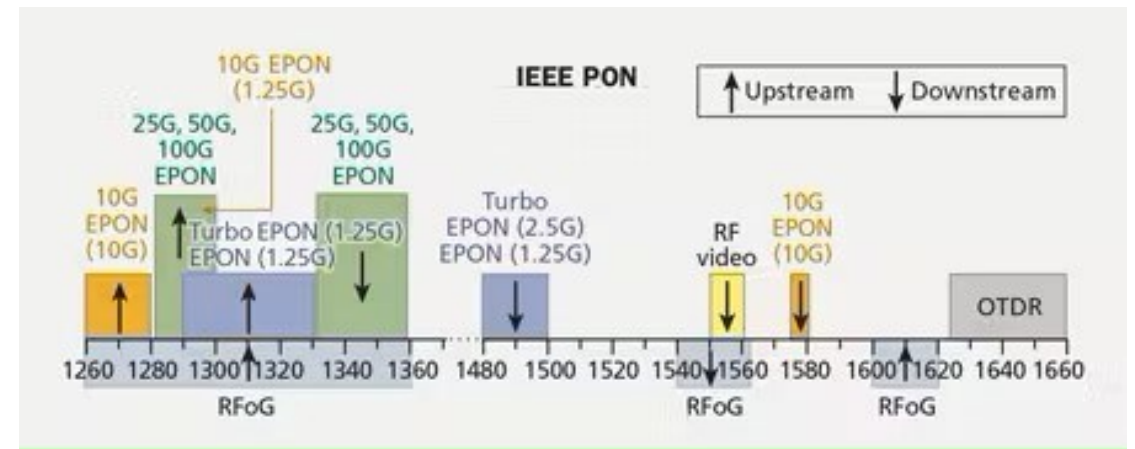 IEEE PON
Upstream
Downstream
10G EPON
(1.25G)
25G, 50G,
100G
EPON
25G, 50G,
100G
EPON
10G
EPON
(10G)
Turbo EPON (1.25G)
EPON (1.25G)
Turbo
EPON (2.5G)
EPON (1.25G)
RF
video
10G
EPON
(10G)
OTDR
1260 1280 1300 1320 1340 1360 1480 1500 1520 1540 1560 1580 1600 1620 1640 1660
RFoG
RFoG
RFoG